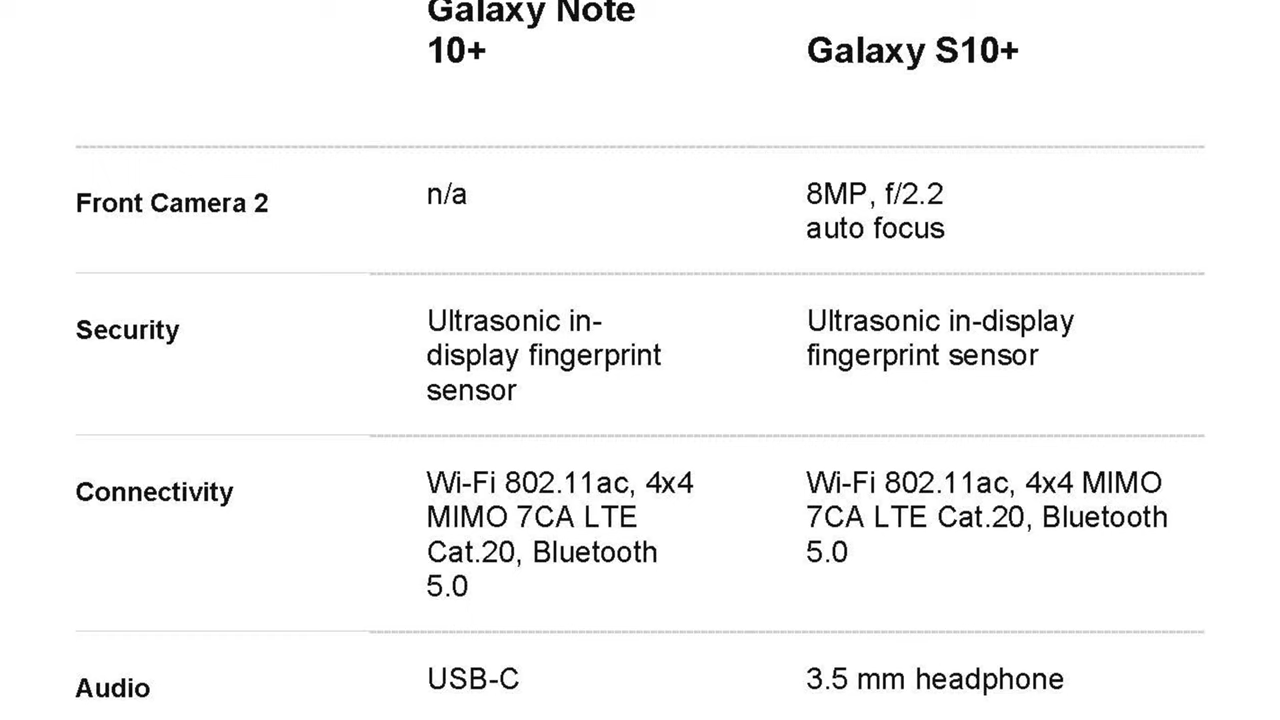 Galaxy Note
10+
Galaxy S10+
Front Camera 2
n/a
8MP, f/2.2
auto focus
Security
Ultrasonic in-
display fingerprint
sensor
Ultrasonic in-display
fingerprint sensor
Connectivity
Wi-Fi 802.11ac, 4x4
MIMO 7CA LTE
Cat.20, Bluetooth
5.0
Wi-Fi 802.11ac, 4x4 MIMO
7CA LTE Cat.20, Bluetooth
5.0
Audio
USB-C
3.5 mm headphone